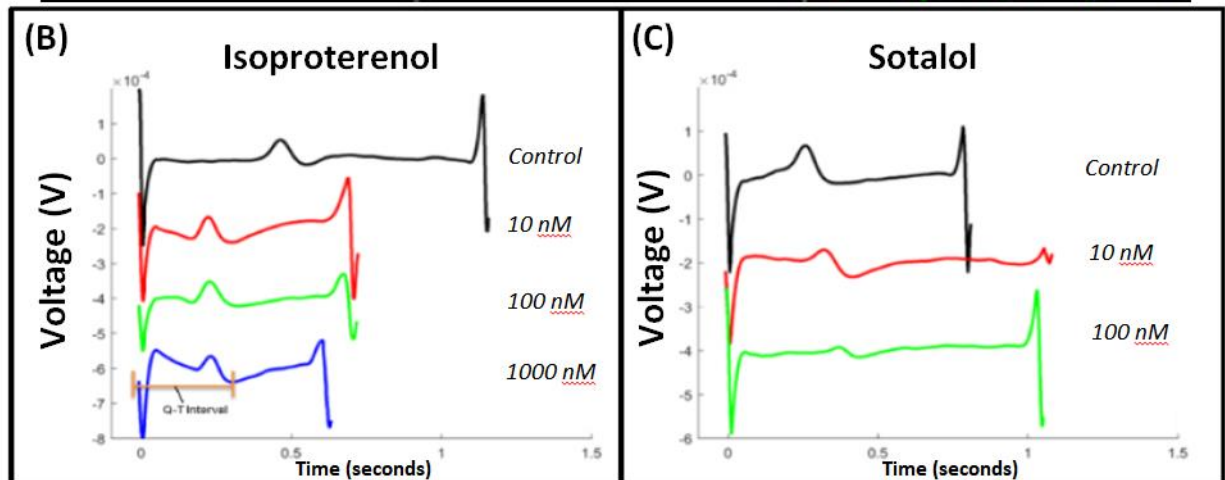 (B)
Isoproterenol
×10⁻⁴
Voltage (V)
1
0
-1
-2
-3
-4
-5
-6
-7
-8
Control
10 nM
100 nM
1000 nM
Q-T Interval
0
0.5
1
1.5
Time (seconds)
(C)
Sotalol
×10⁻⁴
Voltage (V)
1
0
-1
-2
-3
-4
-5
-6
Control
10 nM
100 nM
0
0.5
1
1.5
Time (seconds)